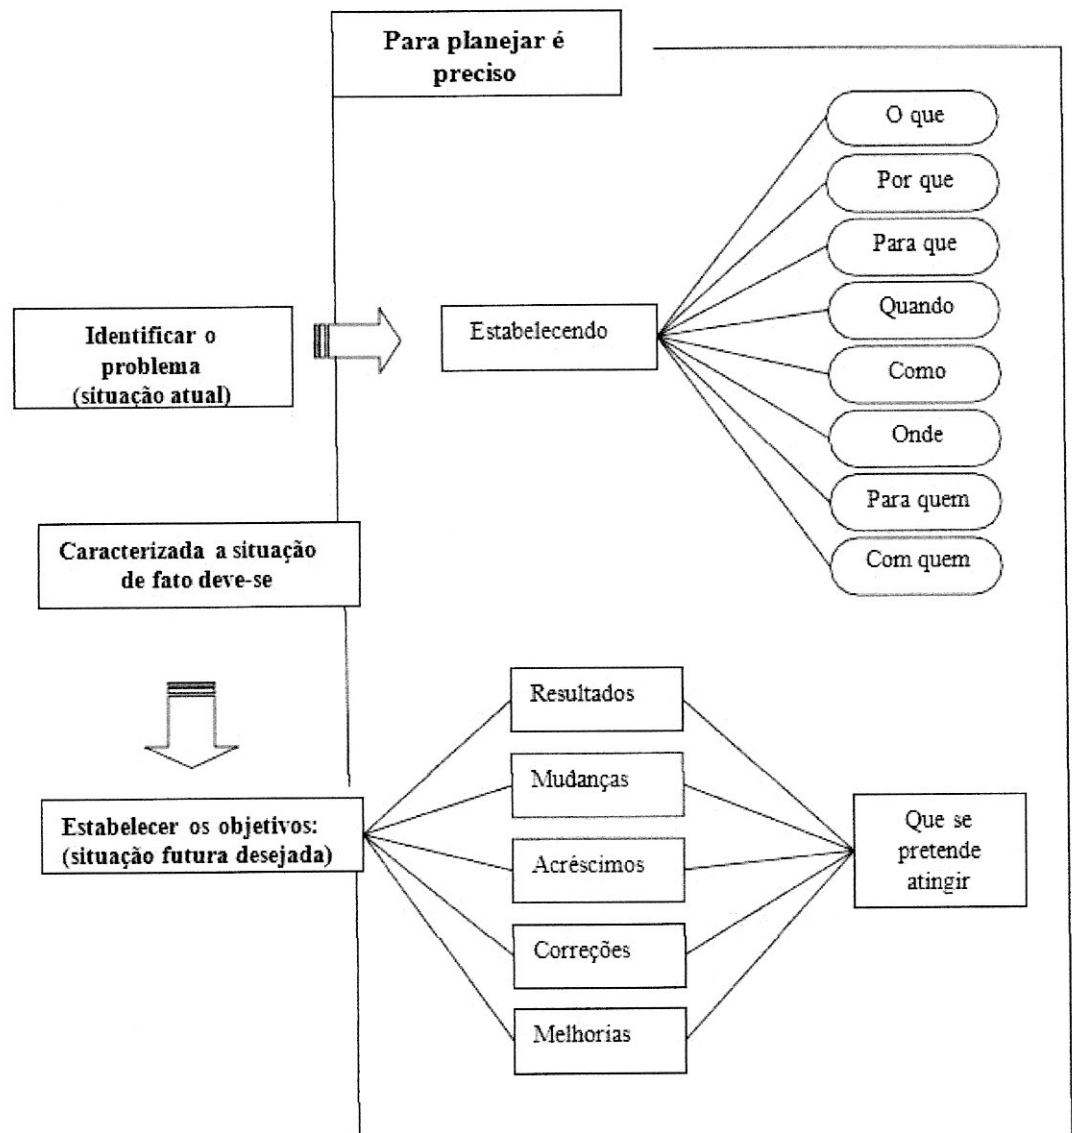 Para planejar é
preciso
O que
Por que
Para que
Quando
Como
Onde
Para quem
Com quem
Estabelecendo
Identificar o
problema
(situação atual)
Caracterizada a situação
de fato deve-se
Estabelecer os objetivos:
(situação futura desejada)
Resultados
Mudanças
Acréscimos
Correções
Melhorias
Que se
pretende
atingir